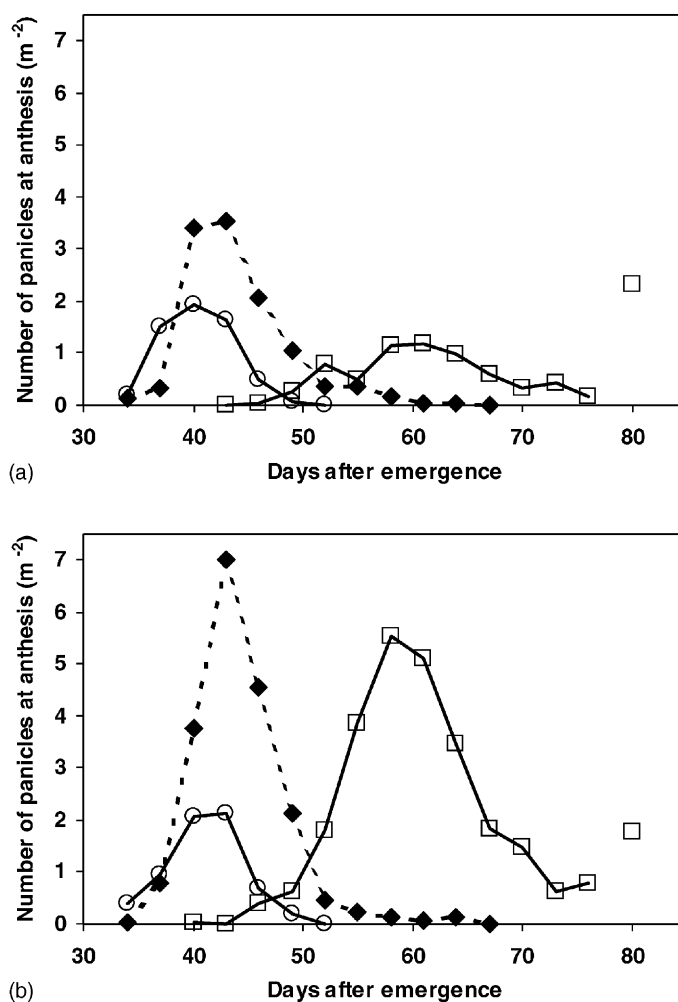 Number of panicles at anthesis (m⁻²)
7
6
5
4
3
2
1
0
30 40 50 60 70 80
Days after emergence
(a)
Number of panicles at anthesis (m⁻²)
7
6
5
4
3
2
1
0
30 40 50 60 70 80
Days after emergence
(b)